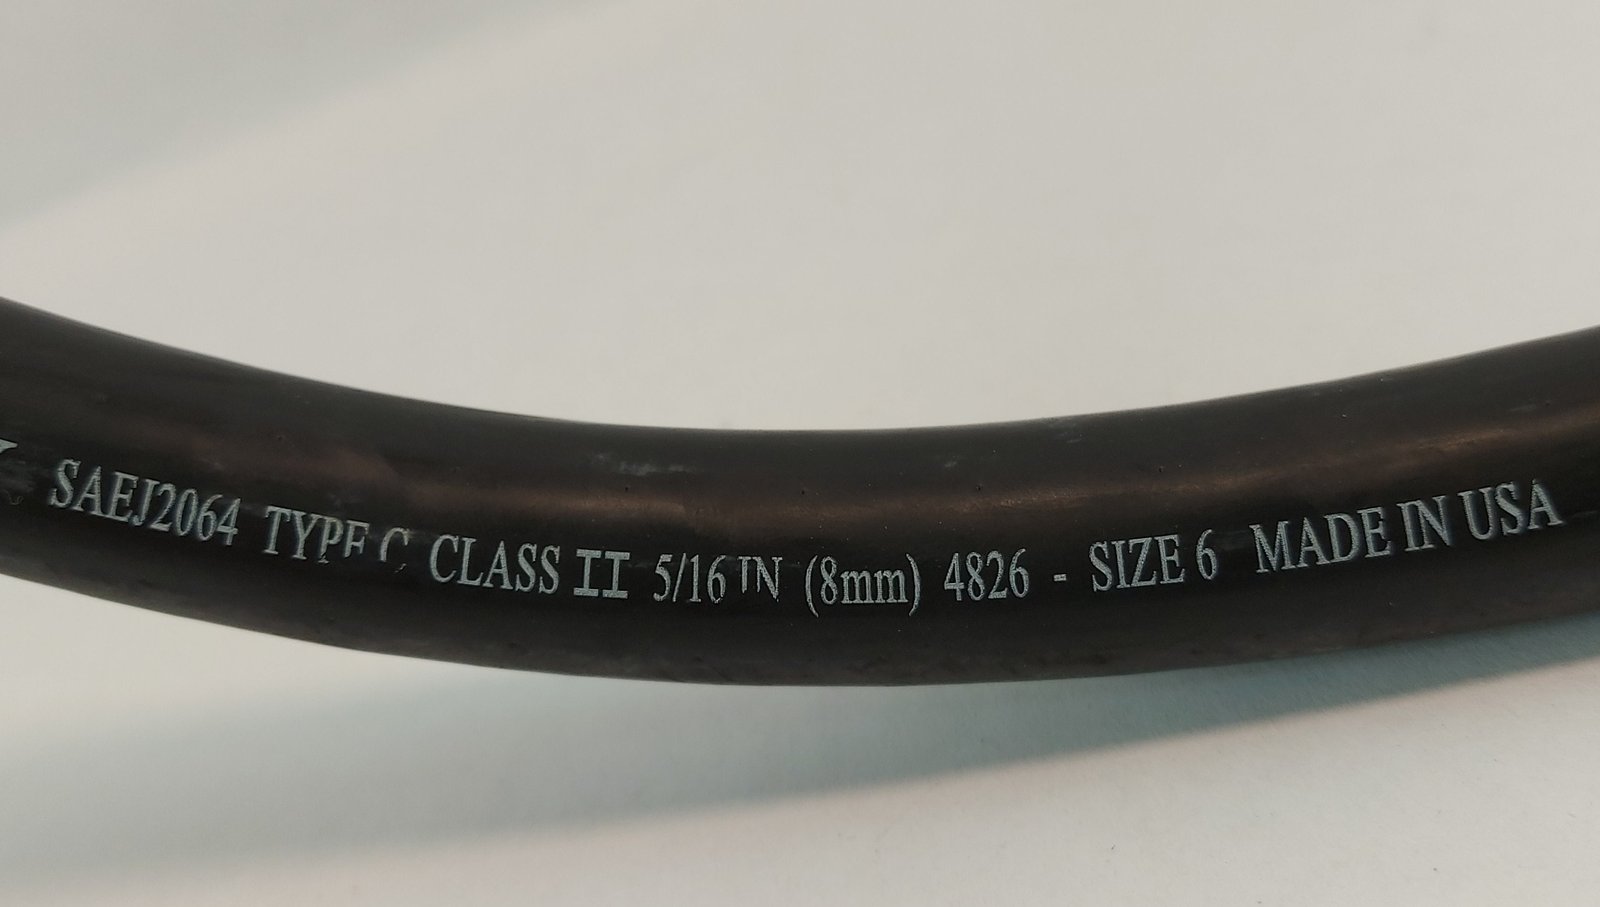 SAEJ2064 TYPE C CLASS II 5/16 IN (8mm) 4826 - SIZE 6 MADE IN USA